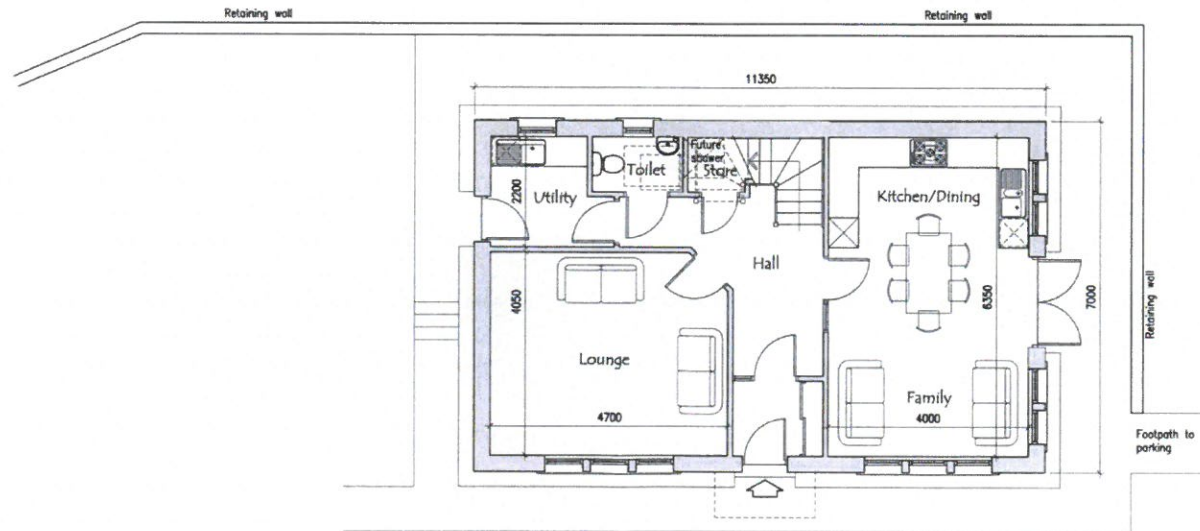 Retaining wall
Retaining wall
11350
Future
shower
Toilet
Store
Utility
2200
Kitchen/Dining
Hall
4050
6350
7000
Retaining wall
Lounge
Family
4700
4000
Footpath to
parking